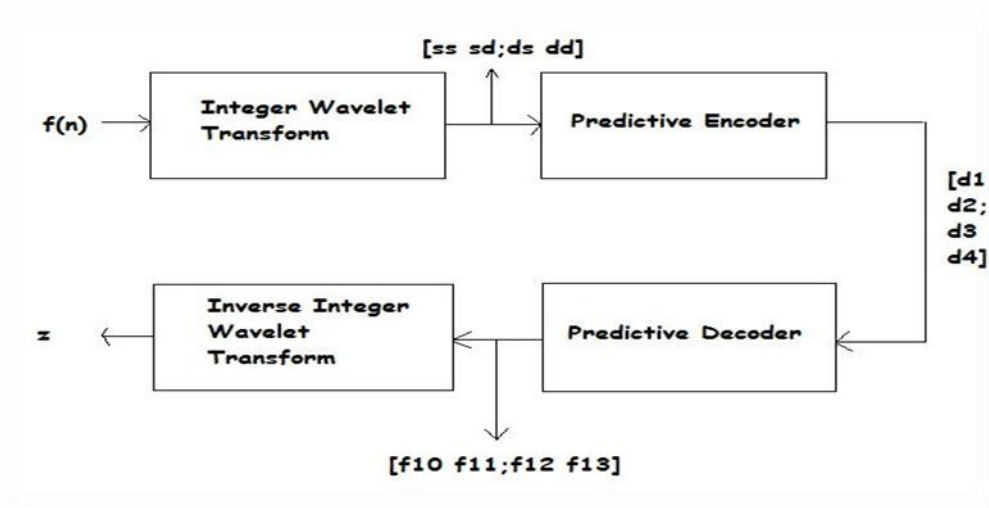 [ss sd;ds dd]
f(n)
Integer Wavelet
Transform
Predictive Encoder
[d1
d2;
d3
d4]
z
Inverse Integer
Wavelet
Transform
Predictive Decoder
[f10 f11;f12 f13]